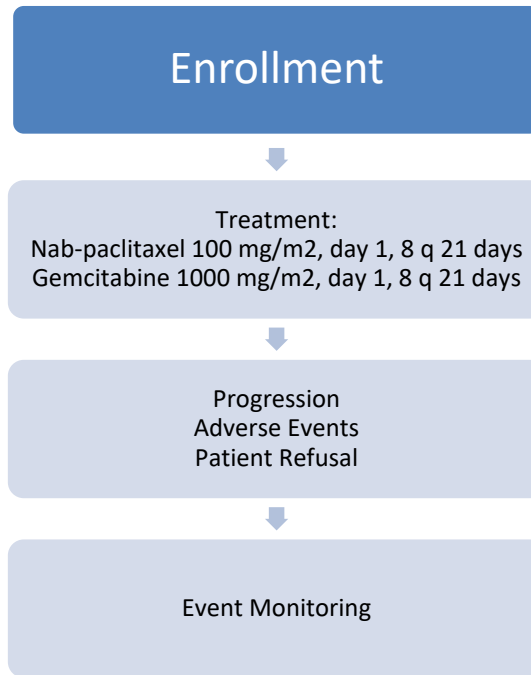 Enrollment
Treatment:
Nab-paclitaxel 100 mg/m2, day 1, 8 q 21 days
Gemcitabine 1000 mg/m2, day 1, 8 q 21 days
Progression
Adverse Events
Patient Refusal
Event Monitoring